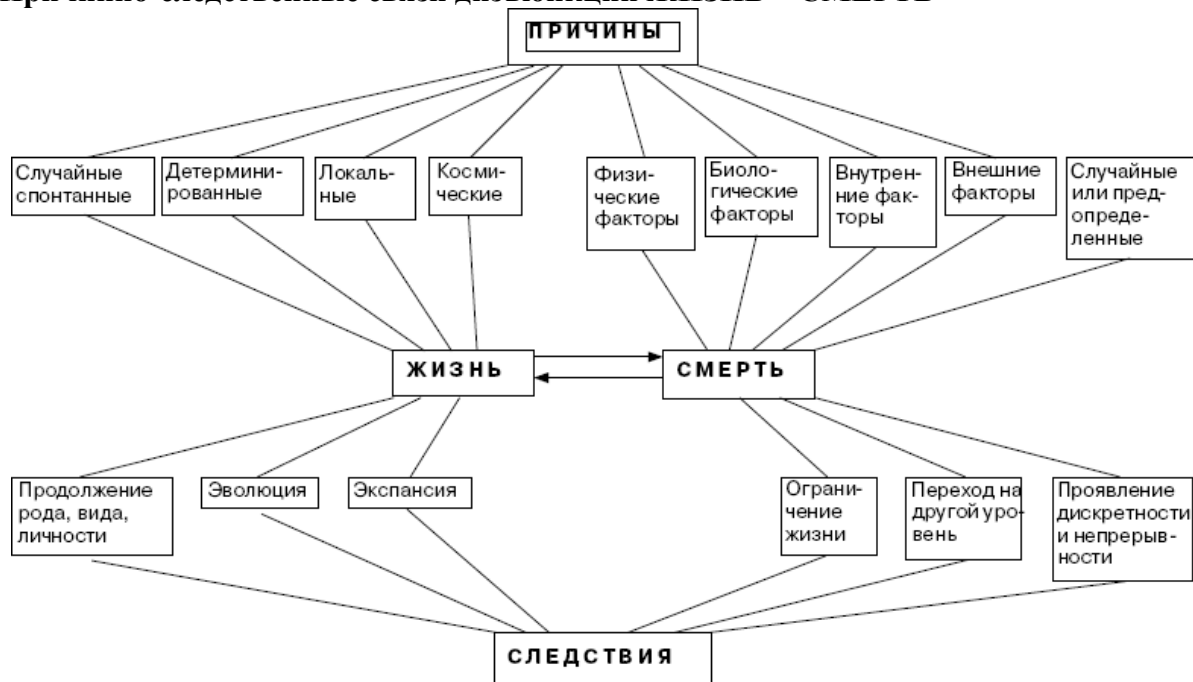 ПРИЧИНЫ
Случайные
спонтанные
Детермини-
рованные
Локаль-
ные
Косми-
ческие
Физи-
ческие
факторы
Биоло-
гические
факторы
Внутрен-
ние фак-
торы
Внешние
факторы
Случайные
или пред-
определе-
ленные
ЖИЗНЬ
СМЕРТЬ
Продолжение
рода, вида,
личности
Эволюция
Экспансия
Ограни-
чение
жизни
Переход на
другой уро-
вень
Проявление
дискретности
и непрерыв-
ности
СЛЕДСТВИЯ